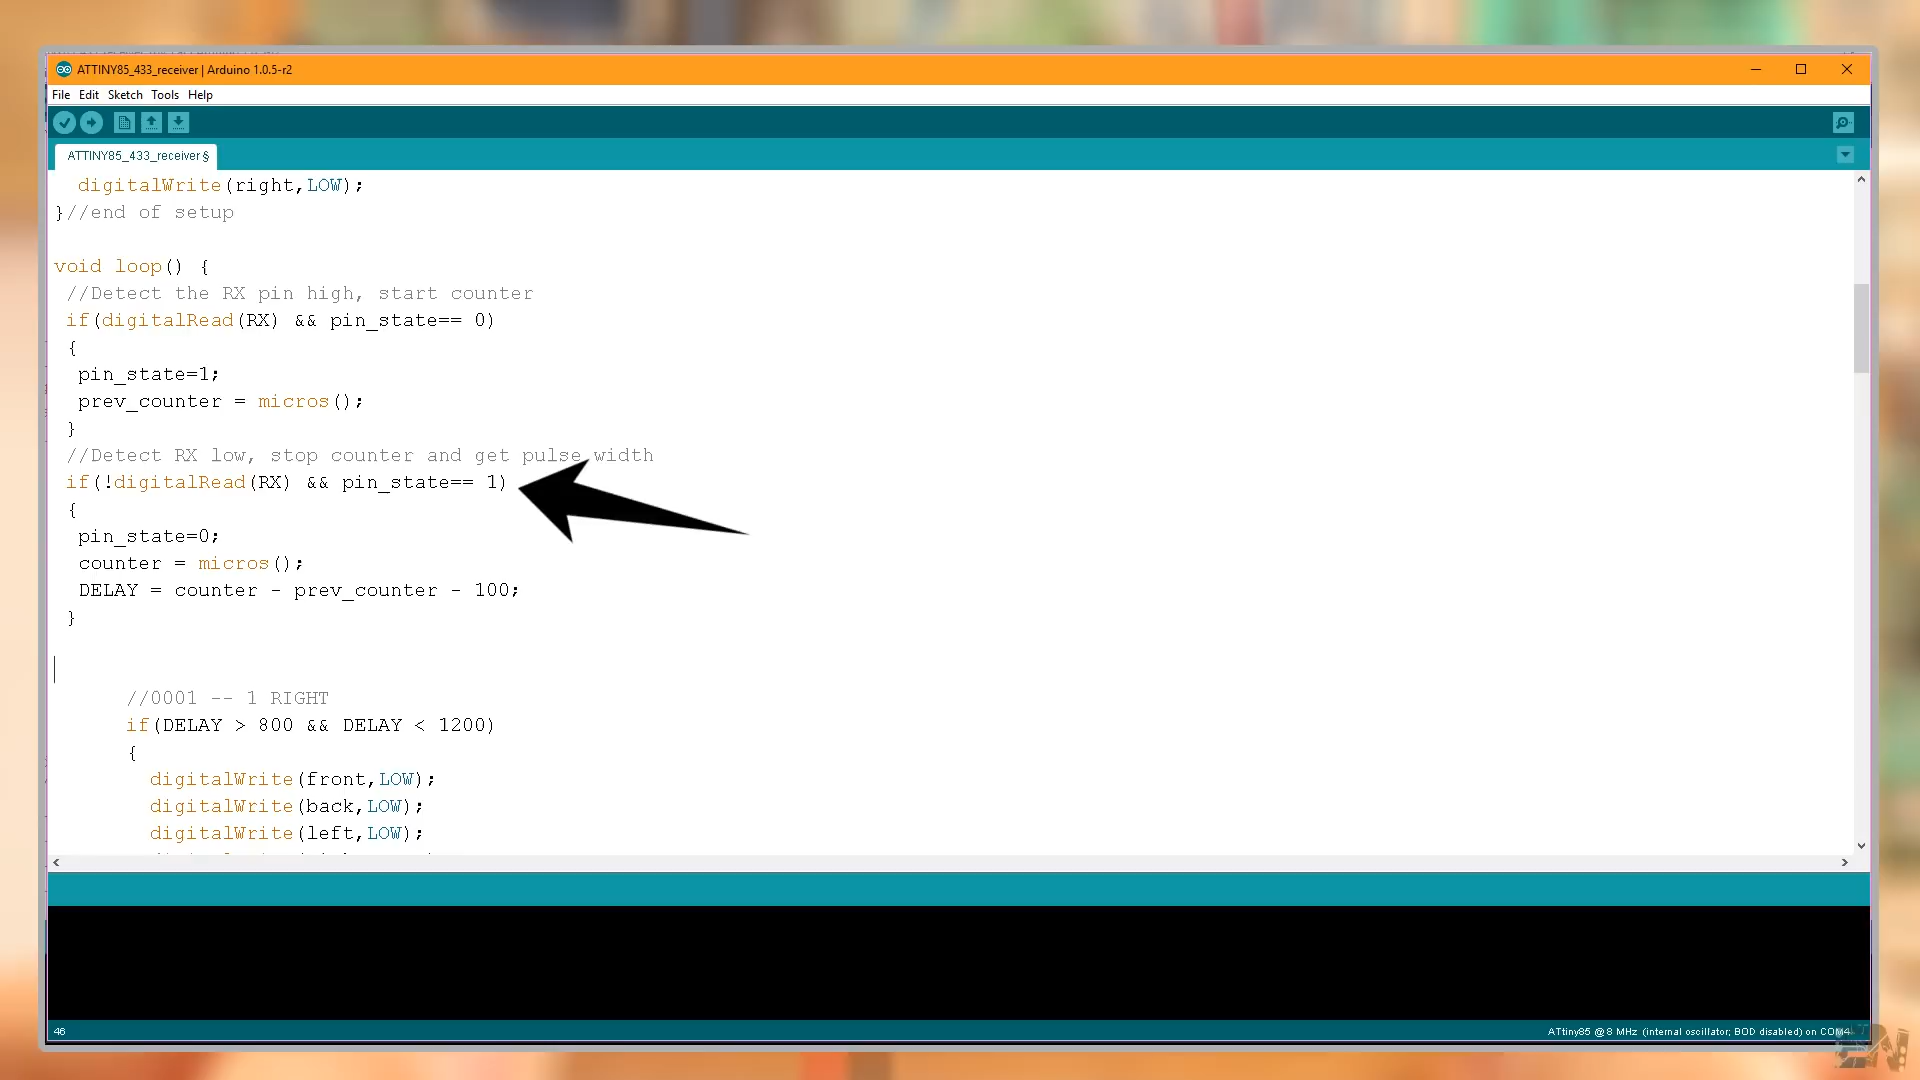 ATTINY85_433_receiver | Arduino 1.0.5-r2
File Edit Sketch Tools Help
ATTINY85_433_receiver §
digitalWrite(right,LOW);
}//end of setup
void loop() {
//Detect the RX pin high, start counter
if(digitalRead(RX) && pin_state== 0)
{
pin_state=1;
prev_counter = micros();
}
//Detect RX low, stop counter and get pulse width
if(!digitalRead(RX) && pin_state== 1)
{
pin_state=0;
counter = micros();
DELAY = counter - prev_counter - 100;
}
//0001 -- 1 RIGHT
if(DELAY > 800 && DELAY < 1200)
{
digitalWrite(front,LOW);
digitalWrite(back,LOW);
digitalWrite(left,LOW);
46
ATtiny85 @ 8 MHz (internal oscillator; BOD disabled) on COM4